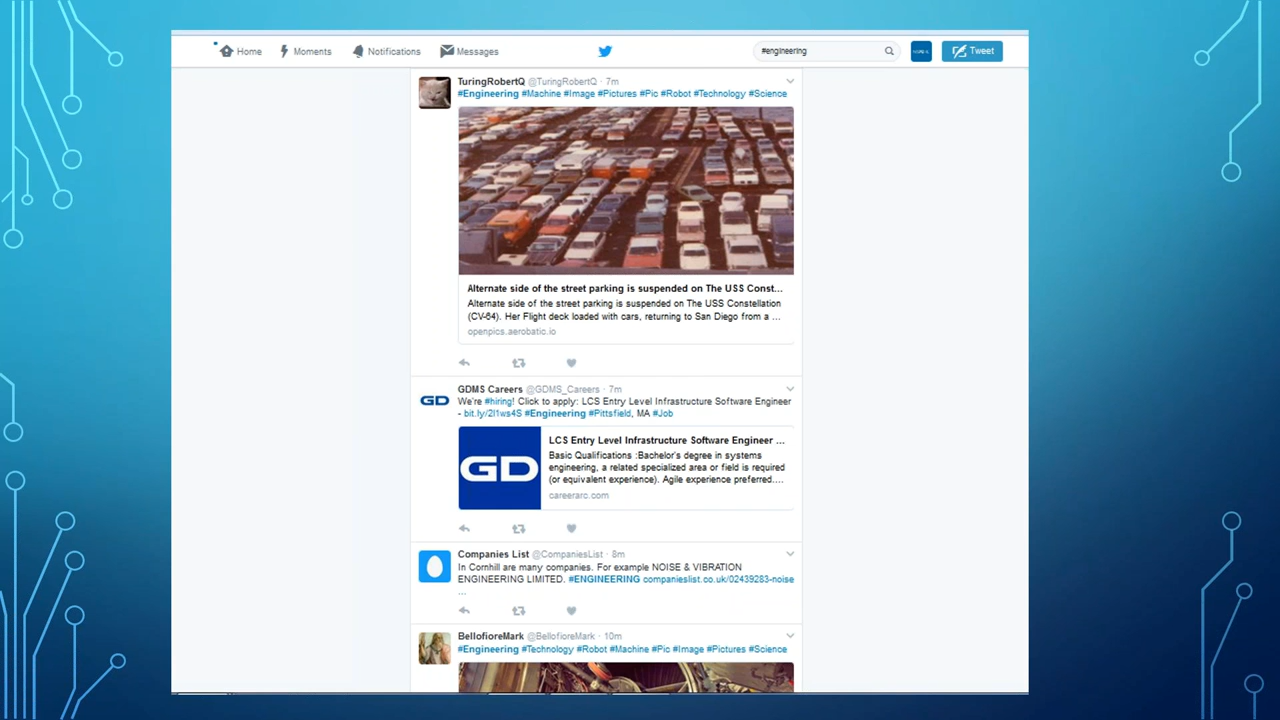 Home Moments Notifications Messages #engineering Tweet
TuringRobertQ @TuringRobertQ · 7m
#Engineering #Machine #Image #Pictures #Pic #Robot #Technology #Science
Alternate side of the street parking is suspended on The USS Const...
Alternate side of the street parking is suspended on The USS Constellation
(CV-64). Her Flight deck loaded with cars, returning to San Diego from a ...
openpics.aerobatic.io
GDMS Careers @GDMS_Careers · 7m
GD
We're #hiring! Click to apply: LCS Entry Level Infrastructure Software Engineer
- bit.ly/2l1ws4S #Engineering #Pittsfield, MA #Job
GD
LCS Entry Level Infrastructure Software Engineer ...
Basic Qualifications :Bachelor's degree in systems
engineering, a related specialized area or field is required
(or equivalent experience). Agile experience preferred....
careerarc.com
Companies List @CompaniesList · 8m
In Cornhill are many companies. For example NOISE & VIBRATION
ENGINEERING LIMITED. #ENGINEERING companieslist.co.uk/02439283-noise
...
BellofioreMark @BellofioreMark · 10m
#Engineering #Technology #Robot #Machine #Pic #Image #Pictures #Science